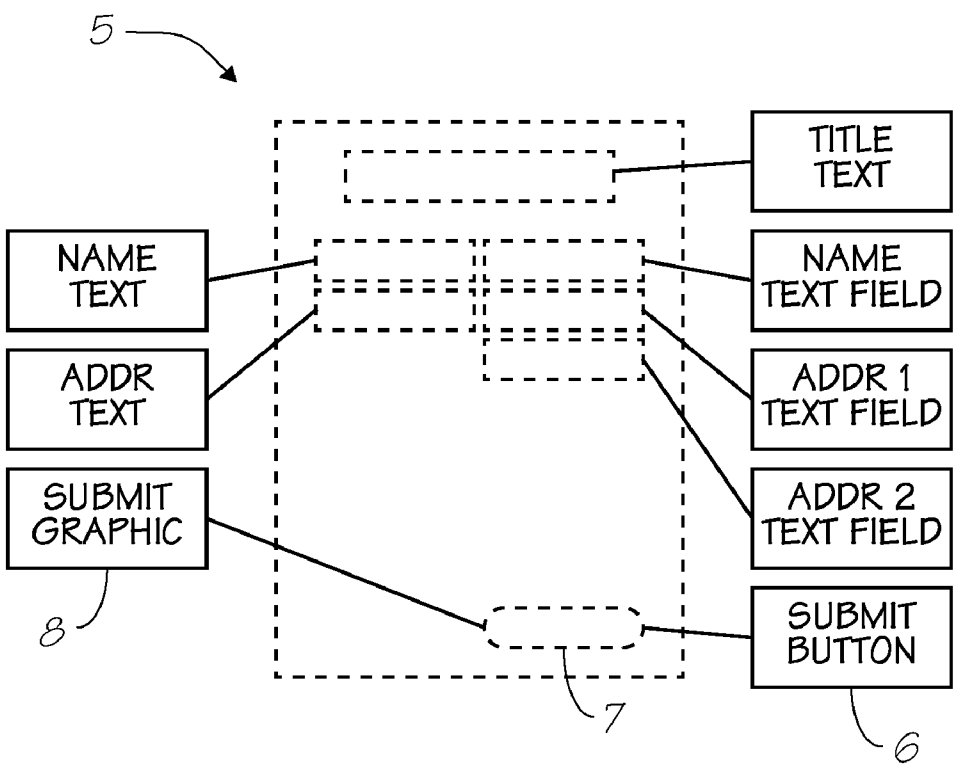 5
TITLE
TEXT
NAME
TEXT
NAME
TEXT FIELD
ADDR
TEXT
ADDR 1
TEXT FIELD
SUBMIT
GRAPHIC
ADDR 2
TEXT FIELD
SUBMIT
BUTTON
8
7
6